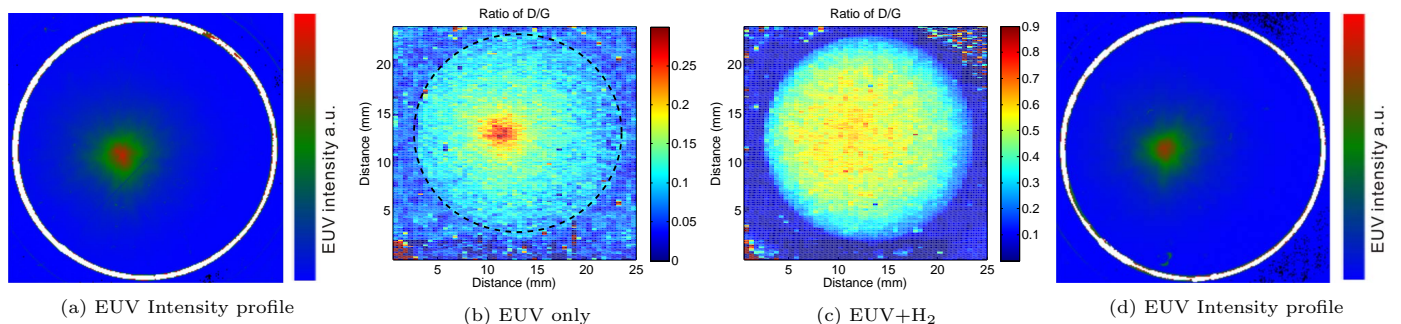 EUV intensity a.u.
(a) EUV Intensity profile
Ratio of D/G
Distance (mm)
20
15
10
5
5 10 15 20 25
Distance (mm)
0.25
0.2
0.15
0.1
0.05
0
(b) EUV only
Ratio of D/G
Distance (mm)
20
15
10
5
5 10 15 20 25
Distance (mm)
0.9
0.8
0.7
0.6
0.5
0.4
0.3
0.2
0.1
(c) EUV+H₂
EUV intensity a.u.
(d) EUV Intensity profile